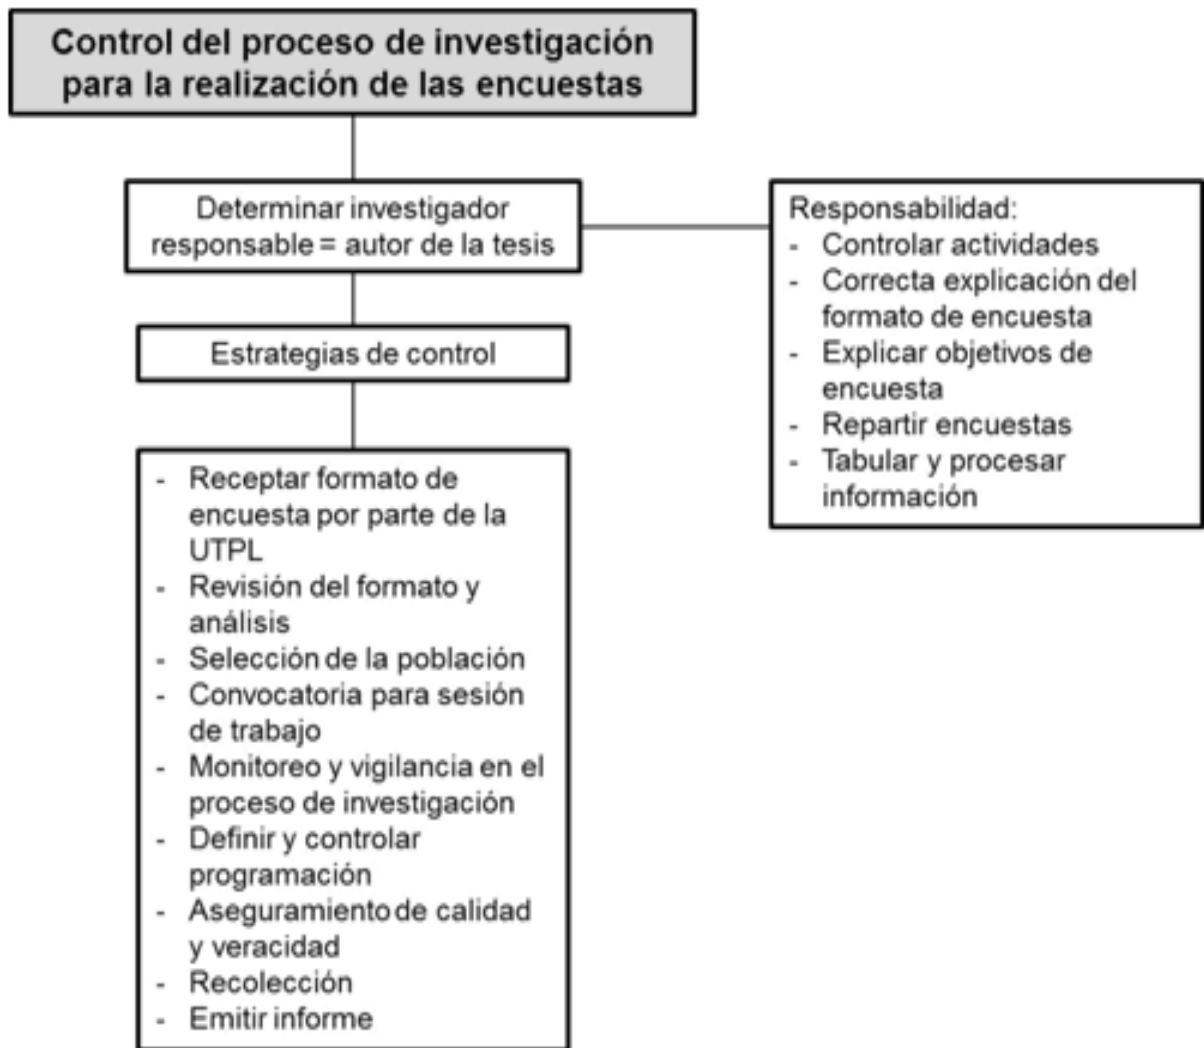 Control del proceso de investigación
para la realización de las encuestas
Determinar investigador
responsable = autor de la tesis
Responsabilidad:
- Controlar actividades
- Correcta explicación del
formato de encuesta
- Explicar objetivos de
encuesta
- Repartir encuestas
- Tabular y procesar
información
Estrategias de control
- Receptar formato de
encuesta por parte de la
UTPL
- Revisión del formato y
análisis
- Selección de la población
- Convocatoria para sesión
de trabajo
- Monitoreo y vigilancia en el
proceso de investigación
- Definir y controlar
programación
- Aseguramiento de calidad
y veracidad
- Recolección
- Emitir informe